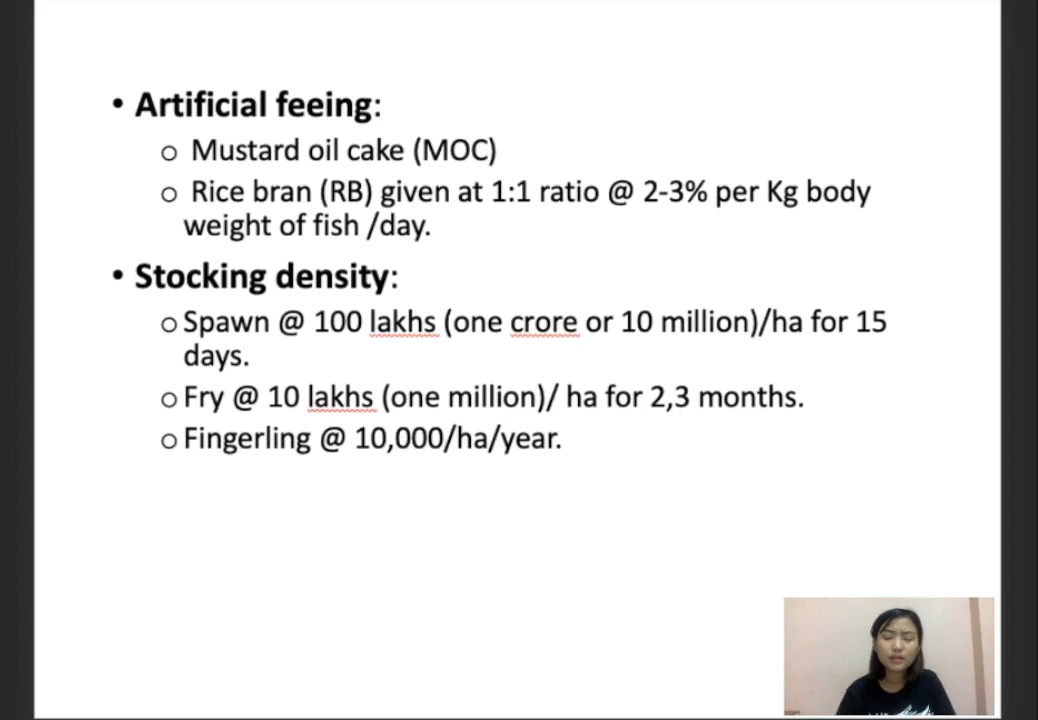 • Artificial feeing:
o Mustard oil cake (MOC)
o Rice bran (RB) given at 1:1 ratio @ 2-3% per Kg body
weight of fish /day.
• Stocking density:
o Spawn @ 100 lakhs (one crore or 10 million)/ha for 15
days.
o Fry @ 10 lakhs (one million)/ ha for 2,3 months.
o Fingerling @ 10,000/ha/year.